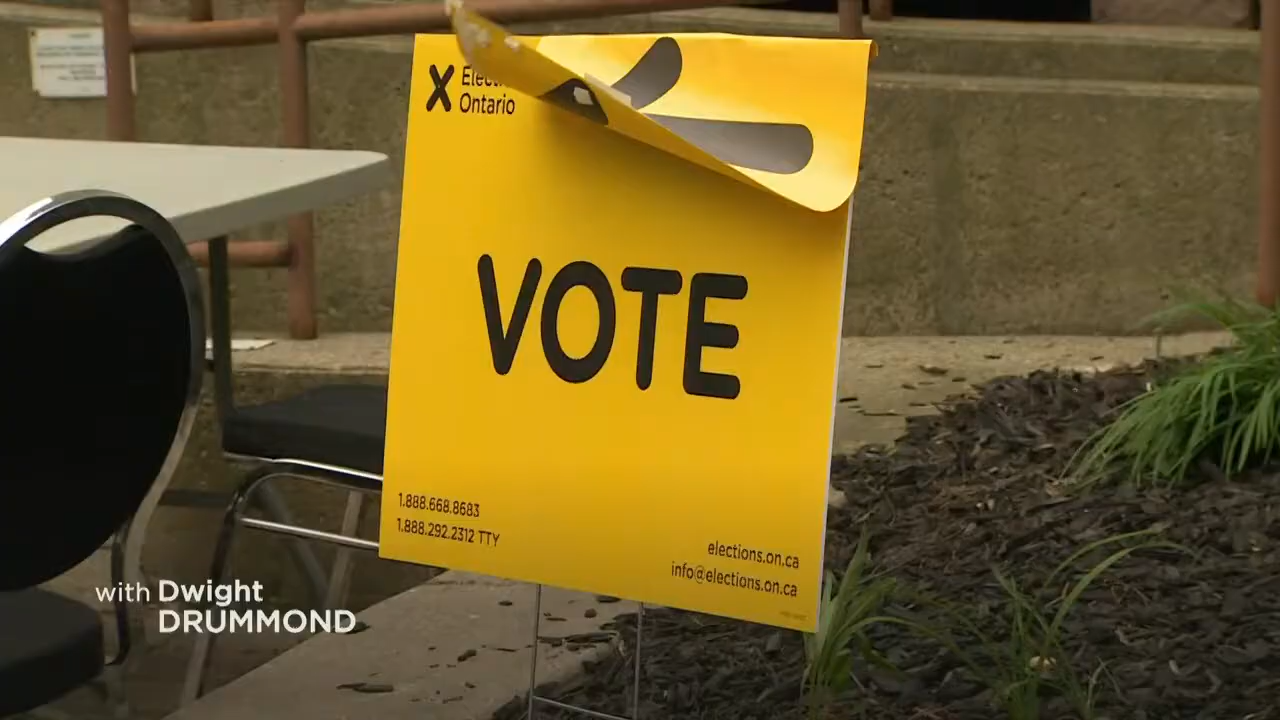 Elec
Ontario
VOTE
1.888.668.8683
1.888.292.2312 TTY
elections.on.ca
info@elections.on.ca
with Dwight
DRUMMOND